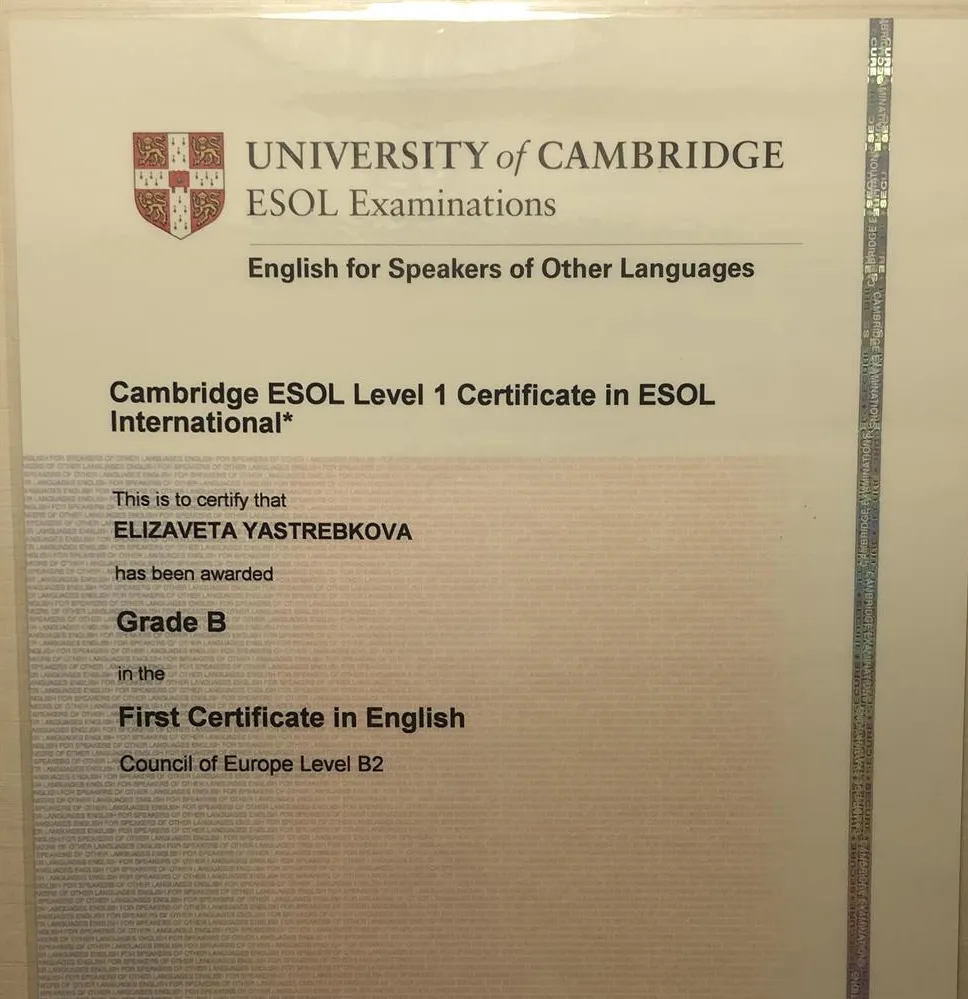 UNIVERSITY of CAMBRIDGE
ESOL Examinations
English for Speakers of Other Languages
Cambridge ESOL Level 1 Certificate in ESOL
International*
This is to certify that
ELIZAVETA YASTREBKOVA
has been awarded
Grade B
in the
First Certificate in English
Council of Europe Level B2